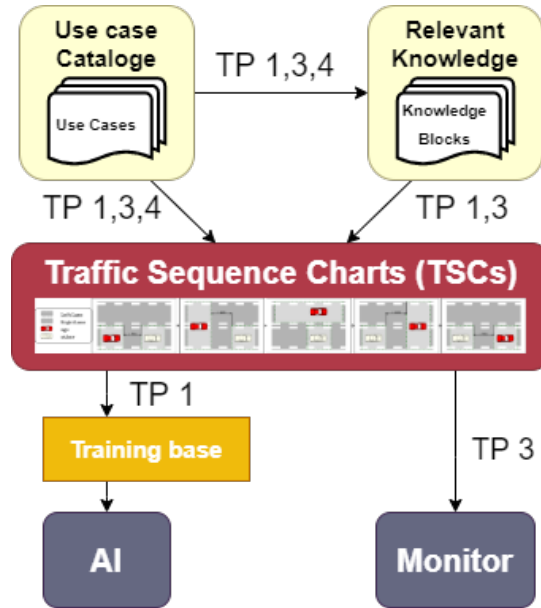 Use case
Cataloge
Use Cases
TP 1,3,4
Relevant
Knowledge
Knowledge
Blocks
TP 1,3,4
TP 1,3
Traffic Sequence Charts (TSCs)
TP 1
Training base
TP 3
AI
Monitor